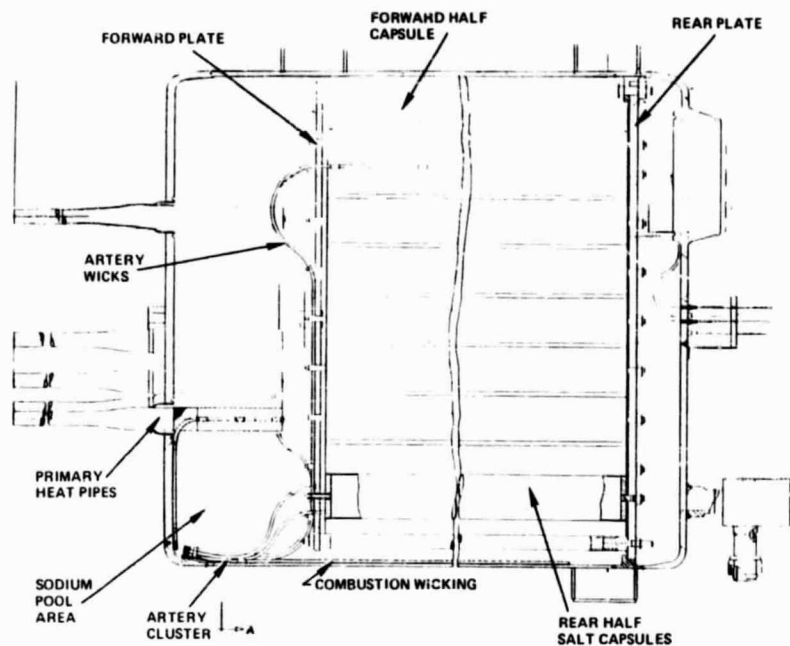 FORWARD HALF
CAPSULE
FORWARD PLATE
REAR PLATE
ARTERY
WICKS
PRIMARY
HEAT PIPES
SODIUM
POOL
AREA
ARTERY
CLUSTER
A
COMBUSTION WICKING
REAR HALF
SALT CAPSULES